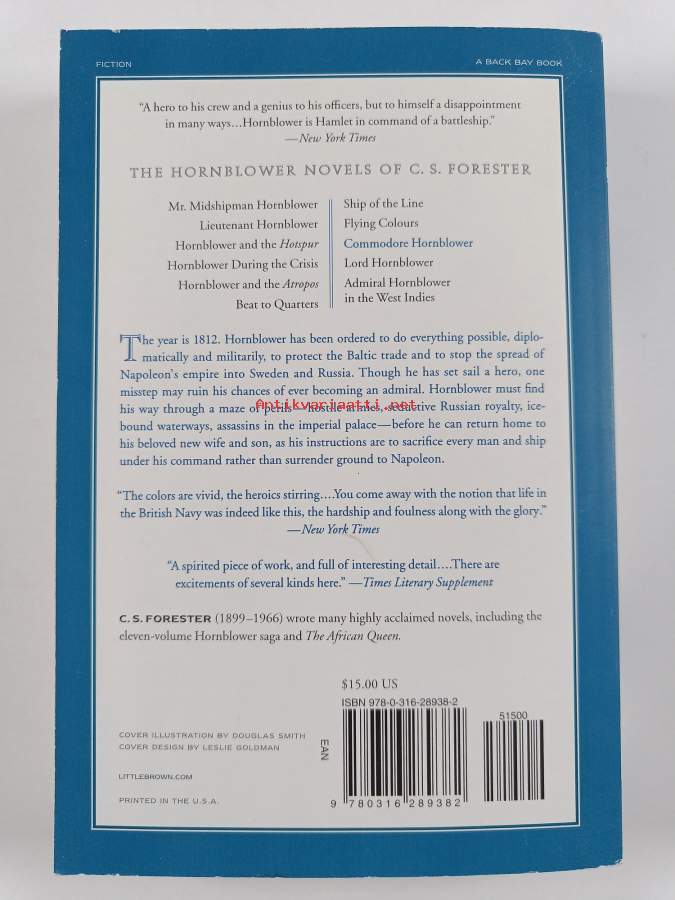 FICTION
A BACK BAY BOOK
“A hero to his crew and a genius to his officers, but to himself a disappointment
in many ways…Hornblower is Hamlet in command of a battleship.”
—New York Times
THE HORNBLOWER NOVELS OF C. S. FORESTER
Mr. Midshipman Hornblower
Lieutenant Hornblower
Hornblower and the Hotspur
Hornblower During the Crisis
Hornblower and the Atropos
Beat to Quarters
Ship of the Line
Flying Colours
Commodore Hornblower
Lord Hornblower
Admiral Hornblower
in the West Indies
The year is 1812. Hornblower has been ordered to do everything possible, diplo-
matically and militarily, to protect the Baltic trade and to stop the spread of
Napoleon’s empire into Sweden and Russia. Though he has set sail a hero, one
misstep may ruin his chances of ever becoming an admiral. Hornblower must find
his way through a maze of perils—hostile armies, seductive Russian royalty, ice-
Antikvariaatti.net
bound waterways, assassins in the imperial palace—before he can return home to
his beloved new wife and son, as his instructions are to sacrifice every man and ship
under his command rather than surrender ground to Napoleon.
“The colors are vivid, the heroics stirring.…You come away with the notion that life in
the British Navy was indeed like this, the hardship and foulness along with the glory.”
—New York Times
“A spirited piece of work, and full of interesting detail.…There are
excitements of several kinds here.” —Times Literary Supplement
C. S. FORESTER (1899–1966) wrote many highly acclaimed novels, including the
eleven-volume Hornblower saga and The African Queen.
$15.00 US
ISBN 978-0-316-28938-2
51500
EAN
9 780316 289382
COVER ILLUSTRATION BY DOUGLAS SMITH
COVER DESIGN BY LESLIE GOLDMAN
LITTLEBROWN.COM
PRINTED IN THE U.S.A.